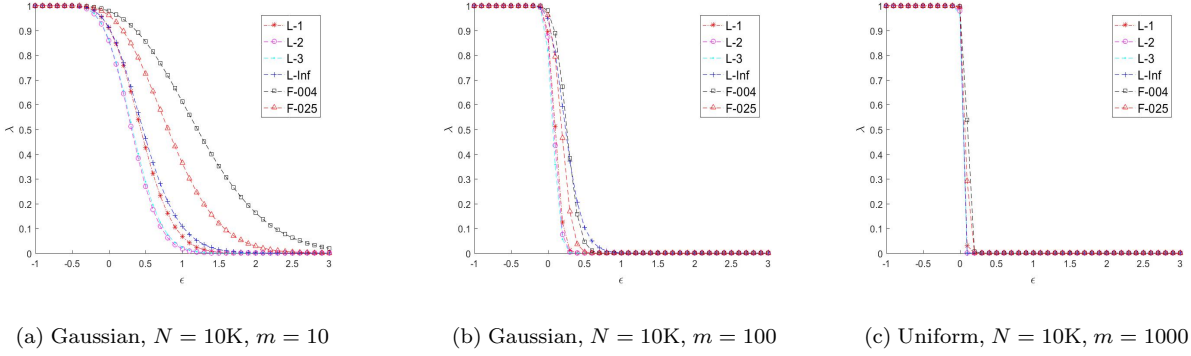 1
0.9
0.8
0.7
0.6
0.5
0.4
0.3
0.2
0.1
0
λ
-1 -0.5 0 0.5 1 1.5 2 2.5 3
ϵ
L-1
L-2
L-3
L-Inf
F-004
F-025
(a) Gaussian, N = 10K, m = 10
1
0.9
0.8
0.7
0.6
0.5
0.4
0.3
0.2
0.1
0
λ
-1 -0.5 0 0.5 1 1.5 2 2.5 3
ϵ
L-1
L-2
L-3
L-Inf
F-004
F-025
(b) Gaussian, N = 10K, m = 100
1
0.9
0.8
0.7
0.6
0.5
0.4
0.3
0.2
0.1
0
λ
-1 -0.5 0 0.5 1 1.5 2 2.5 3
ϵ
L-1
L-2
L-3
L-Inf
F-004
F-025
(c) Uniform, N = 10K, m = 1000